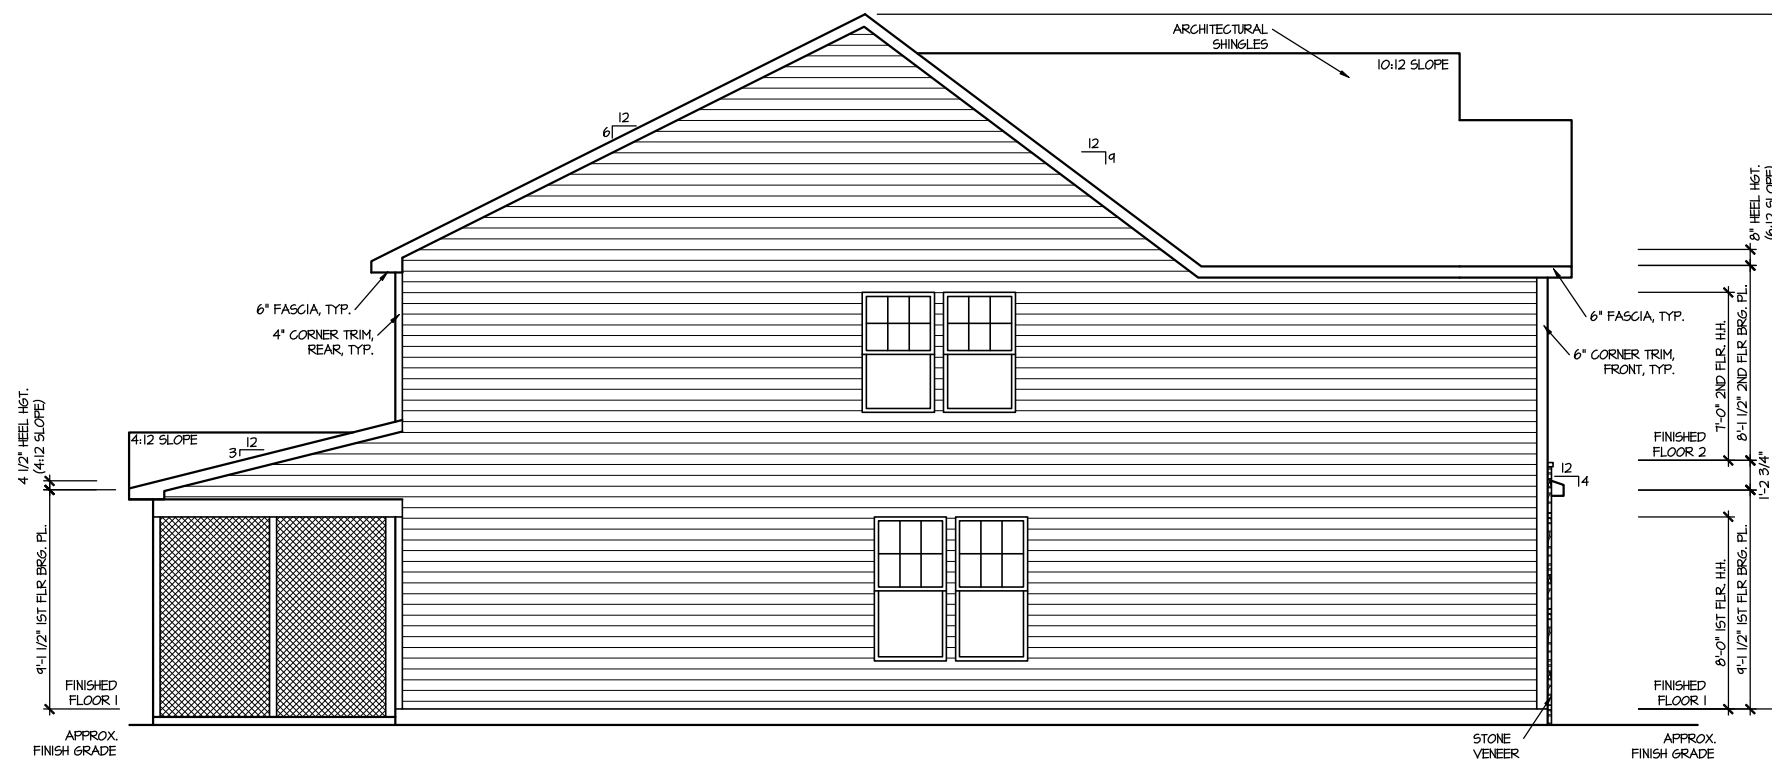 ARCHITECTURAL
SHINGLES
10:12 SLOPE
12
6
12
9
8" HEEL HGT.
(6:12 SLOPE)
6" FASCIA, TYP.
4" CORNER TRIM,
REAR, TYP.
6" FASCIA, TYP.
6" CORNER TRIM,
FRONT, TYP.
7'-0" 2ND FLR. H.H.
8'-1 1/2" 2ND FLR BRG. PL.
4 1/2" HEEL HGT.
(4:12 SLOPE)
4:12 SLOPE
12
3
FINISHED
FLOOR 2
12
4
1'-2 3/4"
9'-1 1/2" 1ST FLR BRG. PL.
8'-0" 1ST FLR. H.H.
9'-1 1/2" 1ST FLR BRG. PL.
FINISHED
FLOOR 1
FINISHED
FLOOR 1
APPROX.
FINISH GRADE
STONE
VENEER
APPROX.
FINISH GRADE